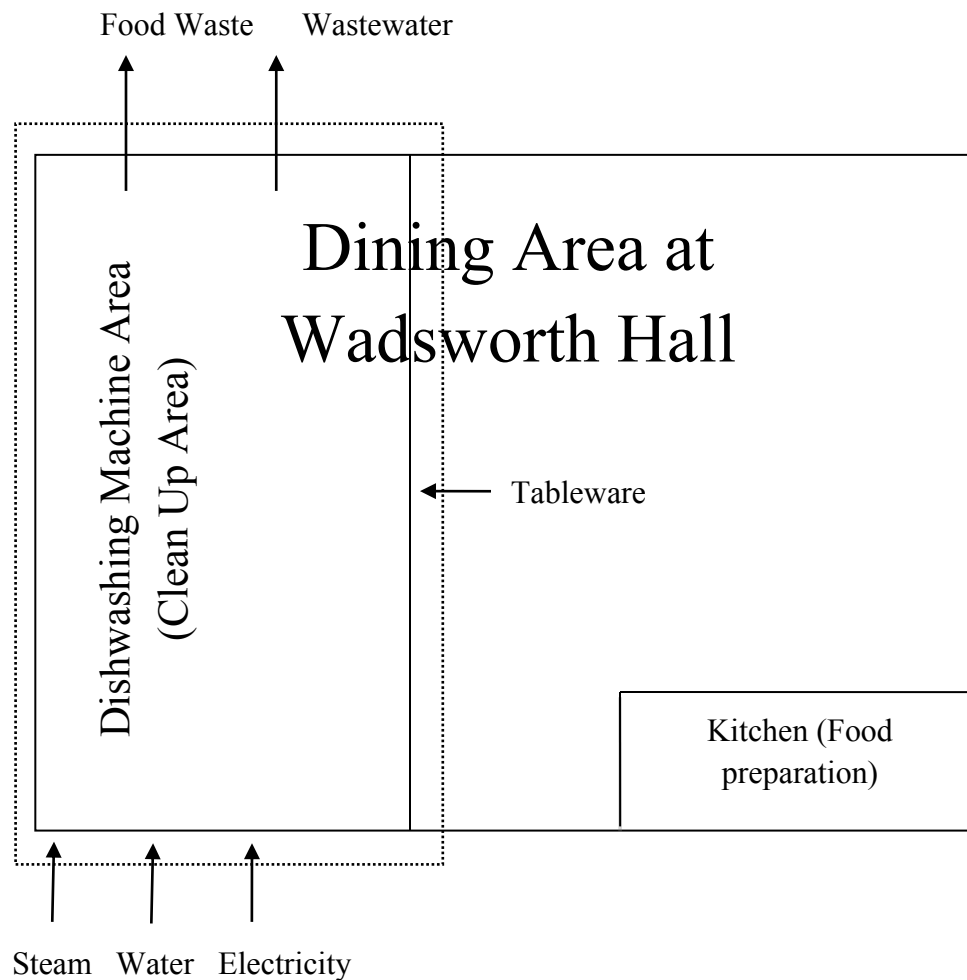 Food Waste Wastewater
Dining Area at
Wadsworth Hall
Dishwashing Machine Area
(Clean Up Area)
Tableware
Kitchen (Food
preparation)
Steam Water Electricity